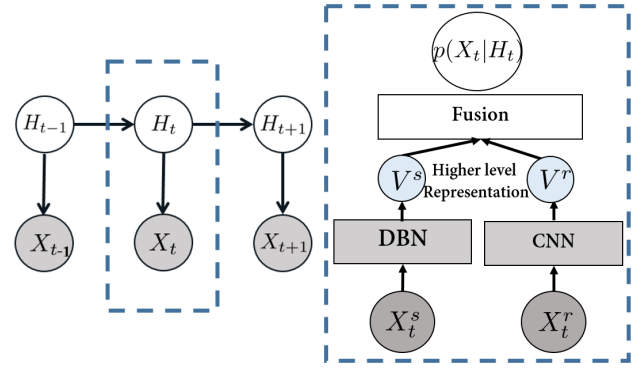 H_{t-1}
H_t
H_{t+1}
X_{t-1}
X_t
X_{t+1}
p(X_t|H_t)
Fusion
V^s
Higher level
Representation
V^r
DBN
CNN
X_t^s
X_t^r